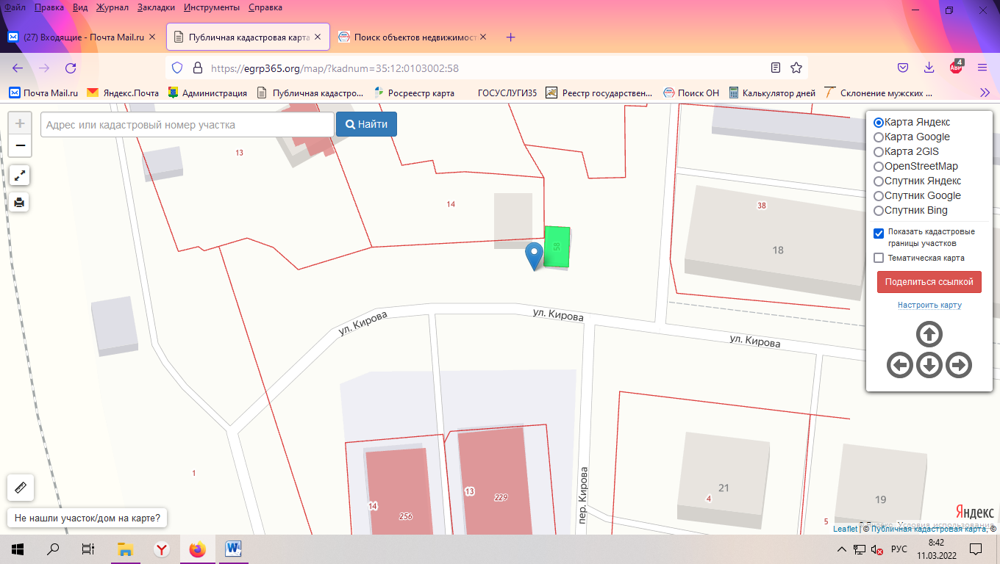 Файл Правка Вид Журнал Закладки Инструменты Справка
(27) Входящие - Почта Mail.ru
Публичная кадастровая карта
Поиск объектов недвижимост
https://egrp365.org/map/?kadnum=35:12:0103002:58
4
ABP
Почта Mail.ru
Яндекс.Почта
Администрация
Публичная кадастро...
Росреестр карта
ГОСУСЛУГИ35
Реестр государствен...
Поиск ОН
Калькулятор дней
Склонение мужских ...
+
−
Адрес или кадастровый номер участка
Найти
Карта Яндекс
Карта Google
Карта 2GIS
OpenStreetMap
Спутник Яндекс
Спутник Google
Спутник Bing
Показать кадастровые
границы участков
Тематическая карта
Поделиться ссылкой
Настроить карту
13
14
38
18
58
ул. Кирова
ул. Кирова
ул. Кирова
пер. Кирова
1
14
256
13
229
21
4
19
5
Не нашли участок/дом на карте?
Яндекс
Условия использования
Leaflet | © Публичная кадастровая карта, ©
Y
W
РУС
8:42
11.03.2022